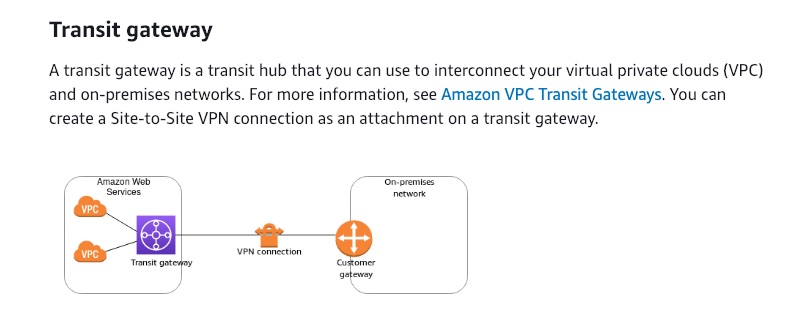 Transit gateway
A transit gateway is a transit hub that you can use to interconnect your virtual private clouds (VPC)
and on-premises networks. For more information, see Amazon VPC Transit Gateways. You can
create a Site-to-Site VPN connection as an attachment on a transit gateway.
Amazon Web
Services
VPC
VPC
Transit gateway
VPN connection
On-premises
network
Customer
gateway